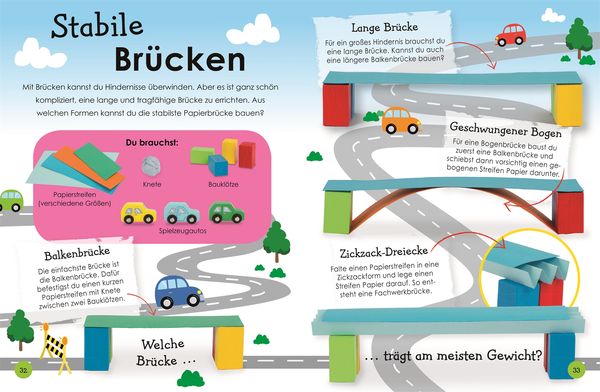 Stabile
Brücken
Mit Brücken kannst du Hindernisse überwinden. Aber es ist ganz schön
kompliziert, eine lange und tragfähige Brücke zu errichten. Aus
welchen Formen kannst du die stabilste Papierbrücke bauen?
Du brauchst:
Papierstreifen
(verschiedene Größen)
Knete
Bauklötze
Spielzeugautos
Balkenbrücke
Die einfachste Brücke ist
die Balkenbrücke. Dafür
befestigst du einen kurzen
Papierstreifen mit Knete
zwischen zwei Bauklötzen.
Welche
Brücke ...
32
Lange Brücke
Für ein großes Hindernis brauchst du
eine lange Brücke. Kannst du auch
eine längere Balkenbrücke bauen?
Geschwungener Bogen
Für eine Bogenbrücke baust du
zuerst eine Balkenbrücke und
schiebst dann vorsichtig einen ge-
bogenen Streifen Papier darunter.
Zickzack-Dreiecke
Falte einen Papierstreifen in eine
Zickzackform und lege einen
Streifen Papier darauf. So ent-
steht eine Fachwerkbrücke.
... trägt am meisten Gewicht?
33